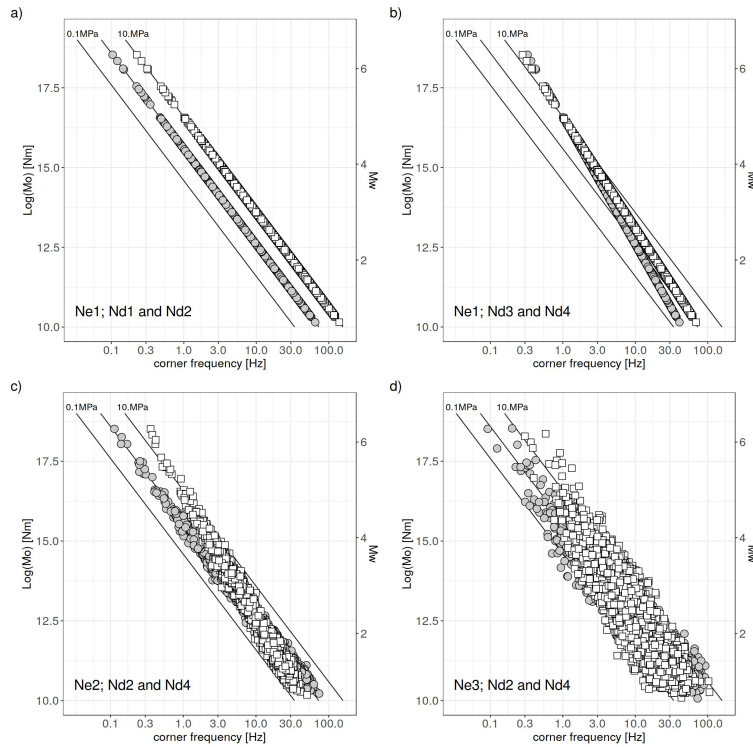 a)
0.1MPa
10.MPa
17.5
15.0
12.5
10.0
Log(Mo) [Nm]
6
4
2
Mw
Ne1; Nd1 and Nd2
0.1 0.3 1.0 3.0 10.0 30.0 100.0
corner frequency [Hz]
b)
0.1MPa
10.MPa
17.5
15.0
12.5
10.0
Log(Mo) [Nm]
6
4
2
Mw
Ne1; Nd3 and Nd4
0.1 0.3 1.0 3.0 10.0 30.0 100.0
corner frequency [Hz]
c)
0.1MPa
10.MPa
17.5
15.0
12.5
10.0
Log(Mo) [Nm]
6
4
2
Mw
Ne2; Nd2 and Nd4
0.1 0.3 1.0 3.0 10.0 30.0 100.0
corner frequency [Hz]
d)
0.1MPa
10.MPa
17.5
15.0
12.5
10.0
Log(Mo) [Nm]
6
4
2
Mw
Ne3; Nd2 and Nd4
0.1 0.3 1.0 3.0 10.0 30.0 100.0
corner frequency [Hz]